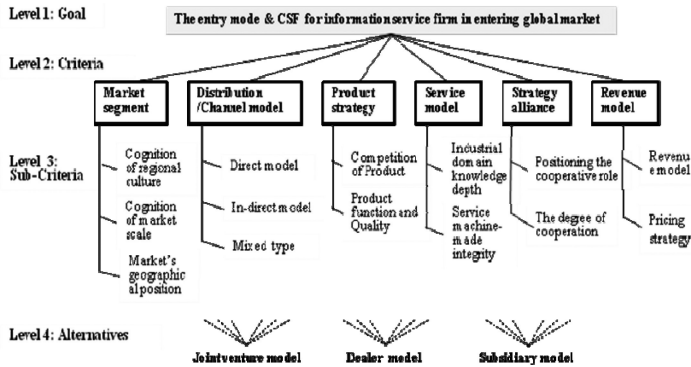 Level 1: Goal
The entry mode & CSF for information service firm in entering global market
Level 2: Criteria
Market
segment
Distribution
/Channel model
Product
strategy
Service
model
Strategy
alliance
Revenue
model
Level 3:
Sub-Criteria
Cognition
of regional
culture
Cognition
of market
scale
Market's
geographic
al position
Direct model
In-direct model
Mixed type
Competition
of Product
Product
function and
Quality
Industrial
domain
knowledge
depth
Service
machine-
made
integrity
Positioning the
cooperative role
The degree of
cooperation
Revenu
e model
Pricing
strategy
Level 4: Alternatives
Jointventure model
Dealer model
Subsidiary model